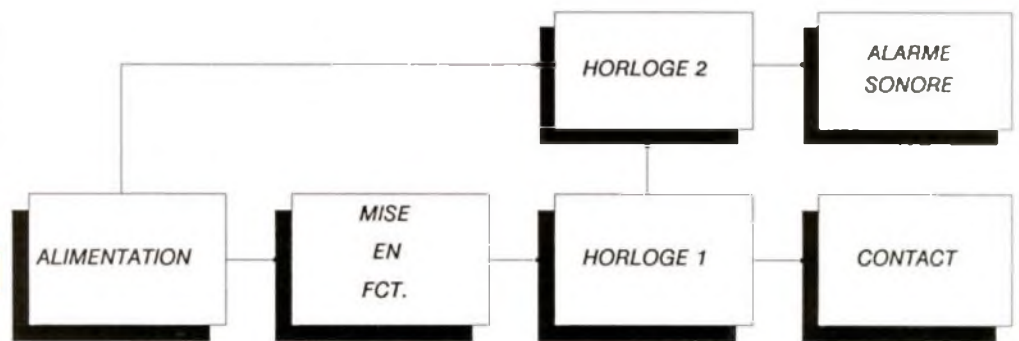 HORLOGE 2
ALARME
SONORE
ALIMENTATION
MISE
EN
FCT.
HORLOGE 1
CONTACT